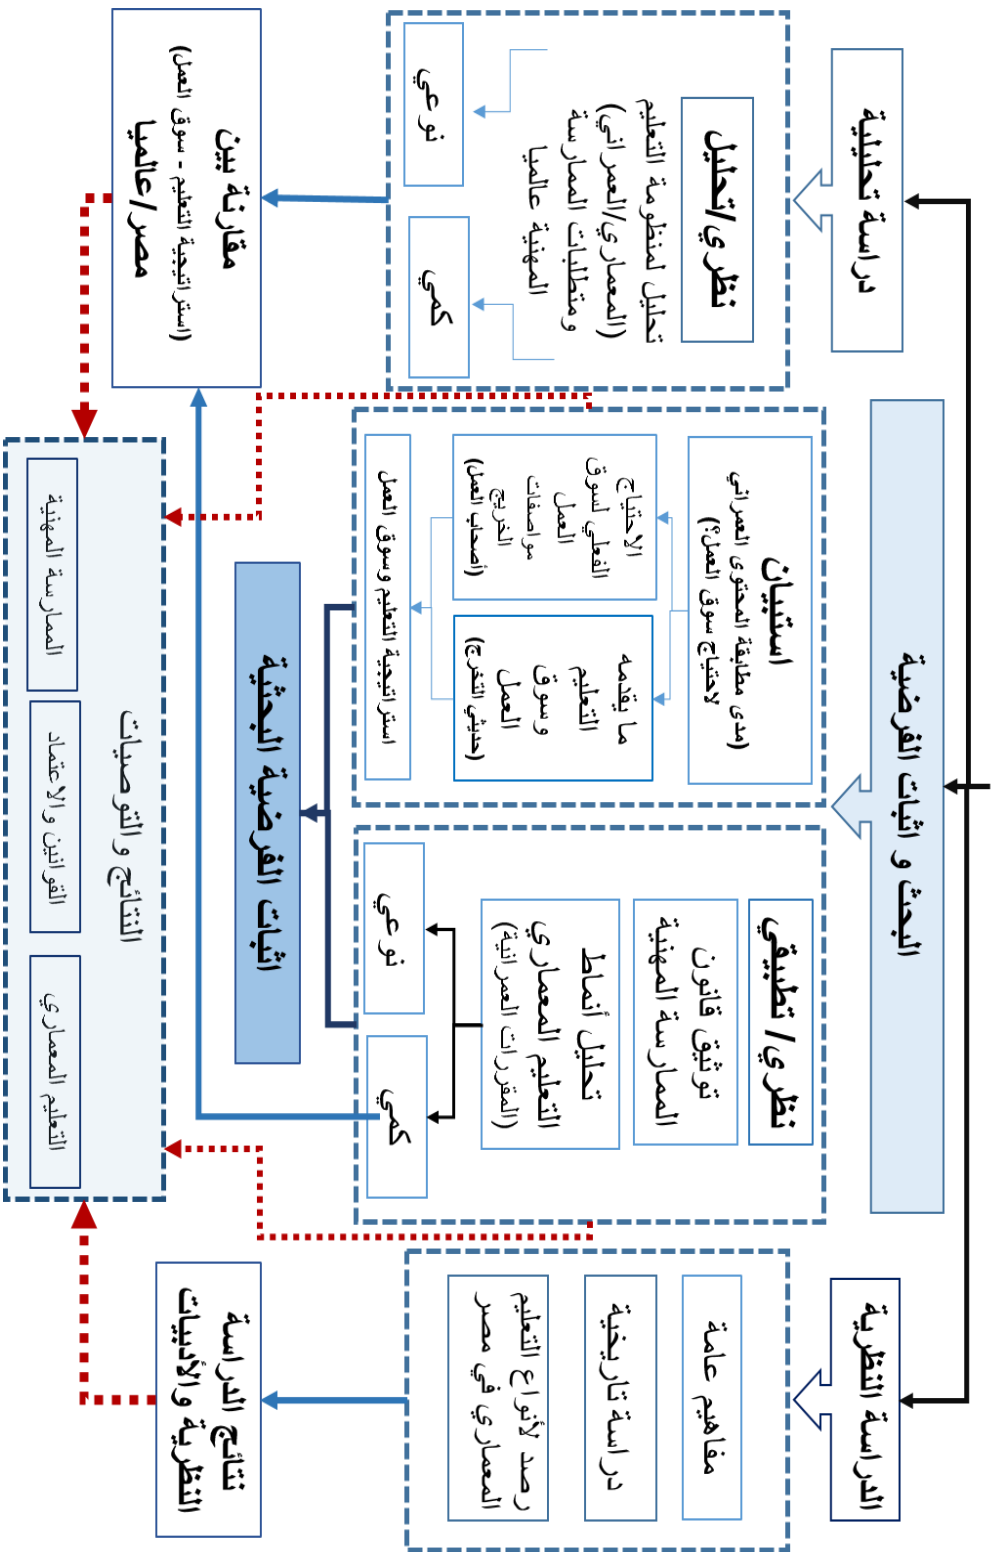 الدراسة النظرية
مفاهيم عامة
دراسة تاريخية
رصد لأنواع التعليم
المعماري في مصر
نتائج الدراسة
النظرية والأدبيات
البحث و اثبات الفرضية
نظري/ تطبيقي
توثيق قانون
الممارسة المهنية
تحليل أنماط
التعليم المعماري
(المقررات العمرانية)
كمي
نوعي
استبيان
(مدى مطابقة المحتوى العمراني
لاحتياج سوق العمل؟)
ما يقدمه
التعليم
وسوق
العمل
(حديثي التخرج)
الاحتياج
الفعلي لسوق
العمل
مواصفات
الخريج
(أصحاب العمل)
استراتيجية التعليم وسوق العمل
اثبات الفرضية البحثية
دراسة تحليلية
نظري/تحليل
تحليل لمنظومة التعليم
(المعماري/العمراني)
ومتطلبات الممارسة
المهنية عالميا
كمي
نوعي
مقارنة بين
(استراتيجية التعليم - سوق العمل)
مصر/عالميا
النتائج والتوصيات
التعليم المعماري
القوانين والاعتماد
الممارسة المهنية